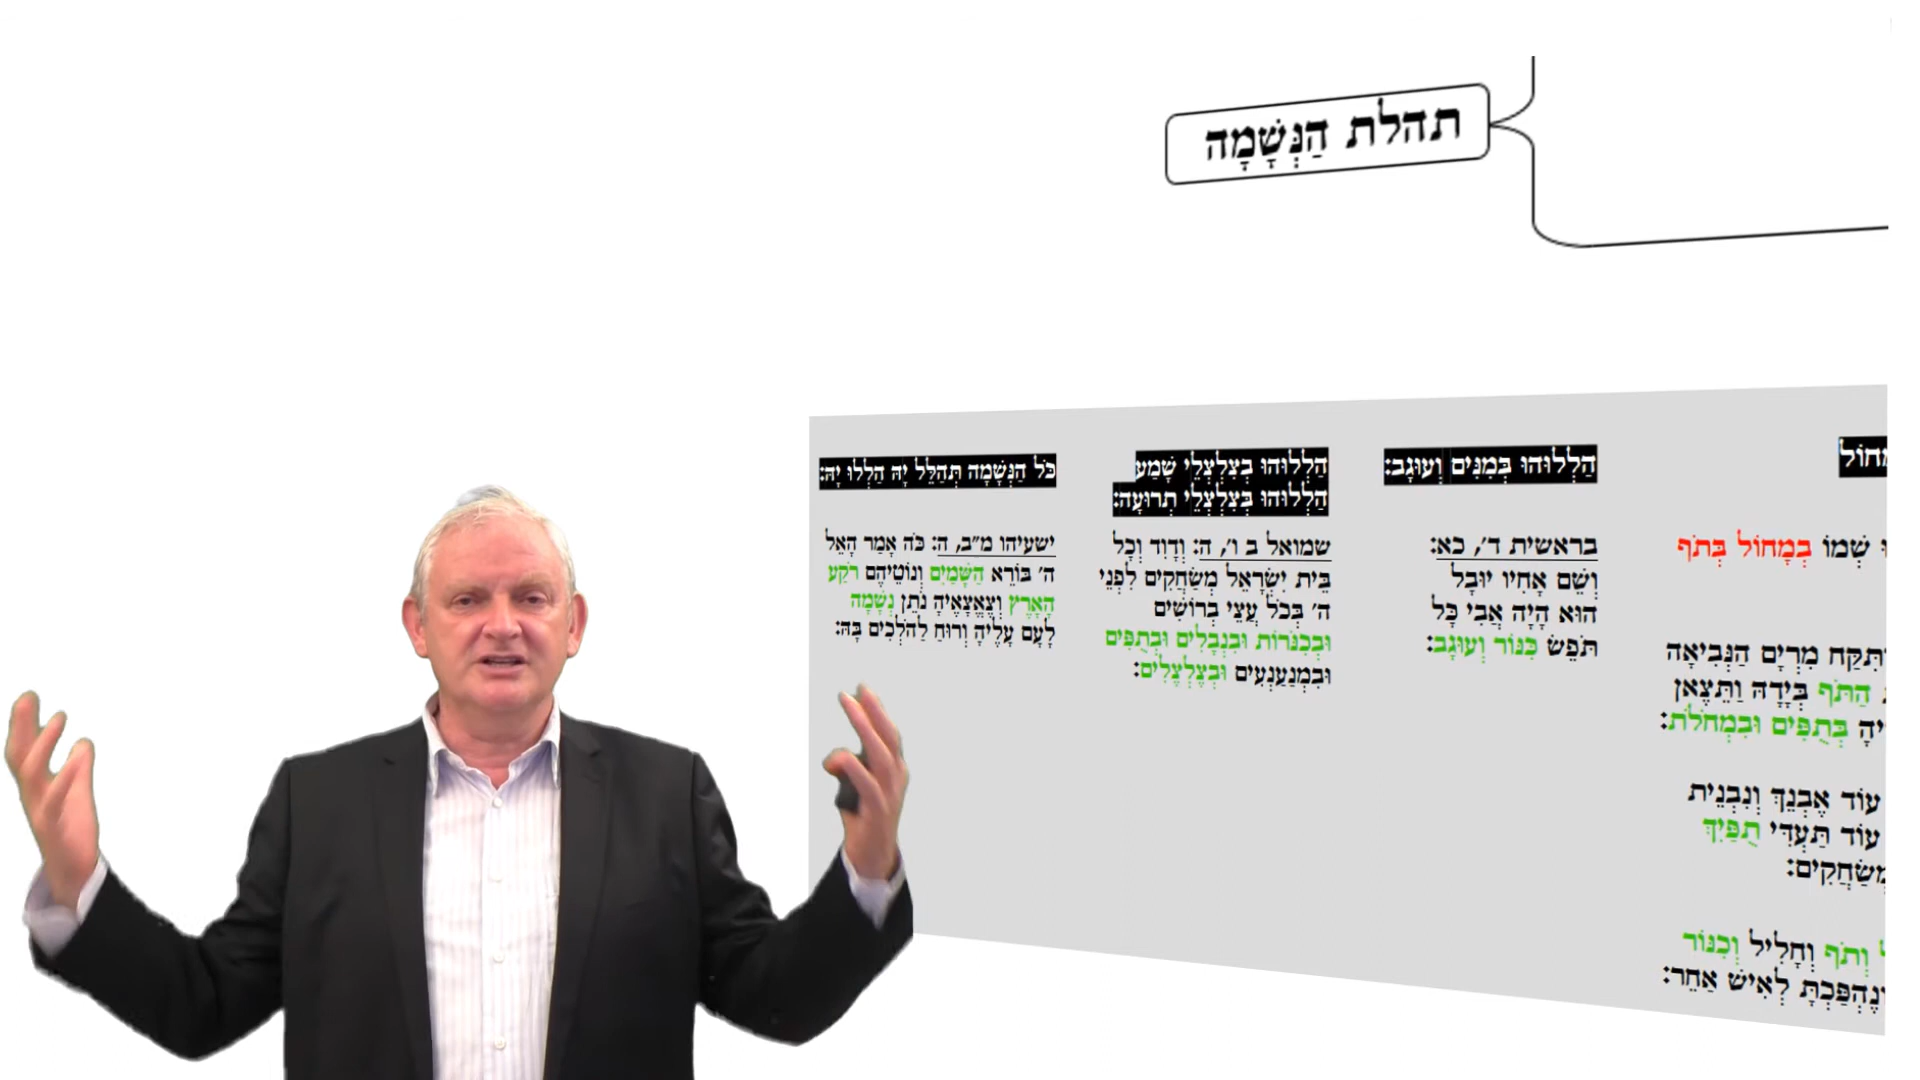 תהלת הַנְּשָׁמָה
שְׁמוֹ בְמָחוֹל בְּתֹף
מִרְיָם הַנְּבִיאָה
הַתֹּף בְּיָדָהּ וַתֵּצֶאןָ
בְּתֻפִּים וּבִמְחֹלֹת:
עוֹד אֶבְנֵךְ וְנִבְנֵית
עוֹד תַּעְדִּי תֻפַּיִךְ
מְשַׂחֲקִים:
וְתֹף וְחָלִיל וְכִנּוֹר
וְנֶהְפַּכְתָּ לְאִישׁ אַחֵר:
הַלְלוּהוּ בְּמִנִּים וְעוּגָב:
בראשית ד׳, כא:
וְשֵׁם אָחִיו יוּבָל
הוּא הָיָה אֲבִי כָּל
תֹּפֵשׂ כִּנּוֹר וְעוּגָב:
הַלְלוּהוּ בְצִלְצְלֵי שָׁמַע
הַלְלוּהוּ בְּצִלְצְלֵי תְרוּעָה:
שמואל ב ו׳, ה: וְדָוִד וְכָל
בֵּית יִשְׂרָאֵל מְשַׂחֲקִים לִפְנֵי
ה׳ בְּכֹל עֲצֵי בְרוֹשִׁים
וּבְכִנֹּרוֹת וּבִנְבָלִים וּבְתֻפִּים
וּבִמְנַעַנְעִים וּבְצֶלְצֶלִים:
כֹּל הַנְּשָׁמָה תְּהַלֵּל יָהּ הַלְלוּ יָהּ:
ישעיהו מ״ב, ה: כֹּה אָמַר הָאֵל
ה׳ בּוֹרֵא הַשָּׁמַיִם וְנוֹטֵיהֶם רֹקַע
הָאָרֶץ וְצֶאֱצָאֶיהָ נֹתֵן נְשָׁמָה
לָעָם עָלֶיהָ וְרוּחַ לַהֹלְכִים בָּהּ: